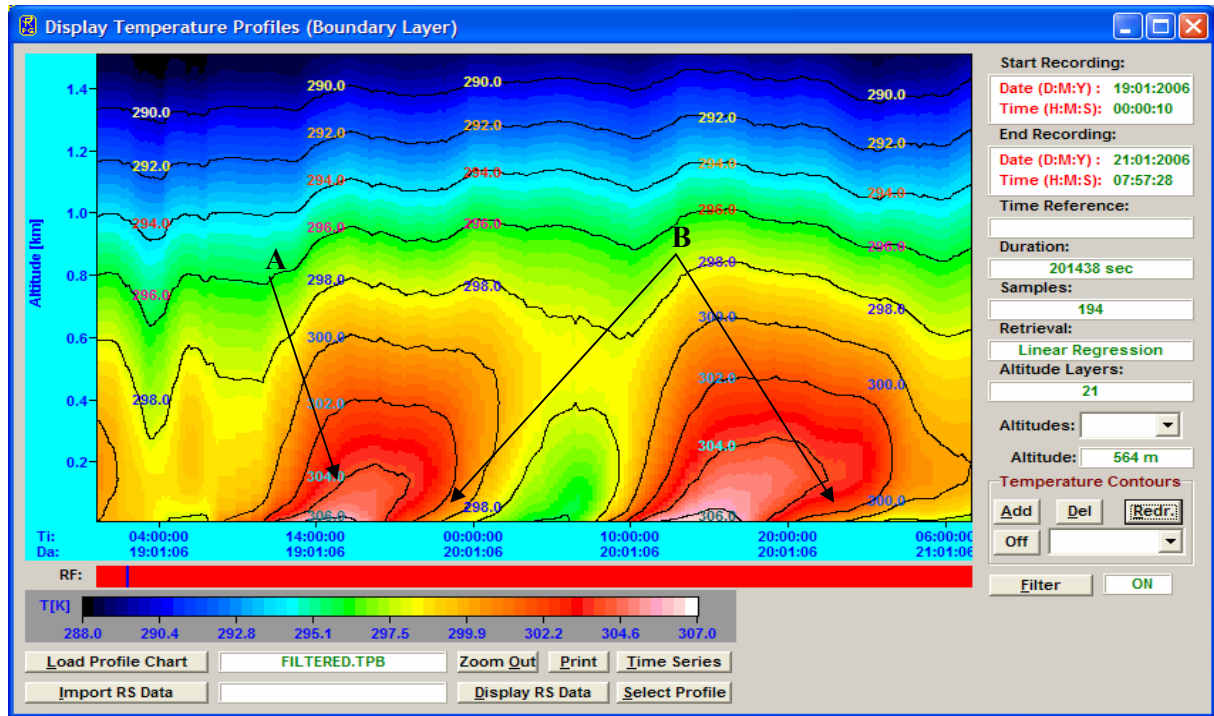 Display Temperature Profiles (Boundary Layer)
Start Recording:
Date (D:M:Y) : 19:01:2006
Time (H:M:S): 00:00:10
End Recording:
Date (D:M:Y) : 21:01:2006
Time (H:M:S): 07:57:28
Time Reference:
Duration:
201438 sec
Samples:
194
Retrieval:
Linear Regression
Altitude Layers:
21
Altitudes:
Altitude: 564 m
Temperature Contours
Add Del Redr.
Off
Filter ON
Altitude [km]
1.4
1.2
1.0
0.8
0.6
0.4
0.2
290.0 290.0 290.0 290.0
292.0 292.0 292.0 292.0 292.0
294.0 294.0 294.0 294.0 294.0
296.0 296.0 296.0 296.0 296.0
A B
298.0 298.0 298.0 298.0 298.0
300.0 300.0 300.0
302.0 302.0
304.0 304.0
306.0 298.0 306.0 300.0
Ti: 04:00:00 14:00:00 00:00:00 10:00:00 20:00:00 06:00:00
Da: 19:01:06 19:01:06 20:01:06 20:01:06 20:01:06 21:01:06
RF:
T[K]
288.0 290.4 292.8 295.1 297.5 299.9 302.2 304.6 307.0
Load Profile Chart FILTERED.TPB Zoom Out Print Time Series
Import RS Data Display RS Data Select Profile